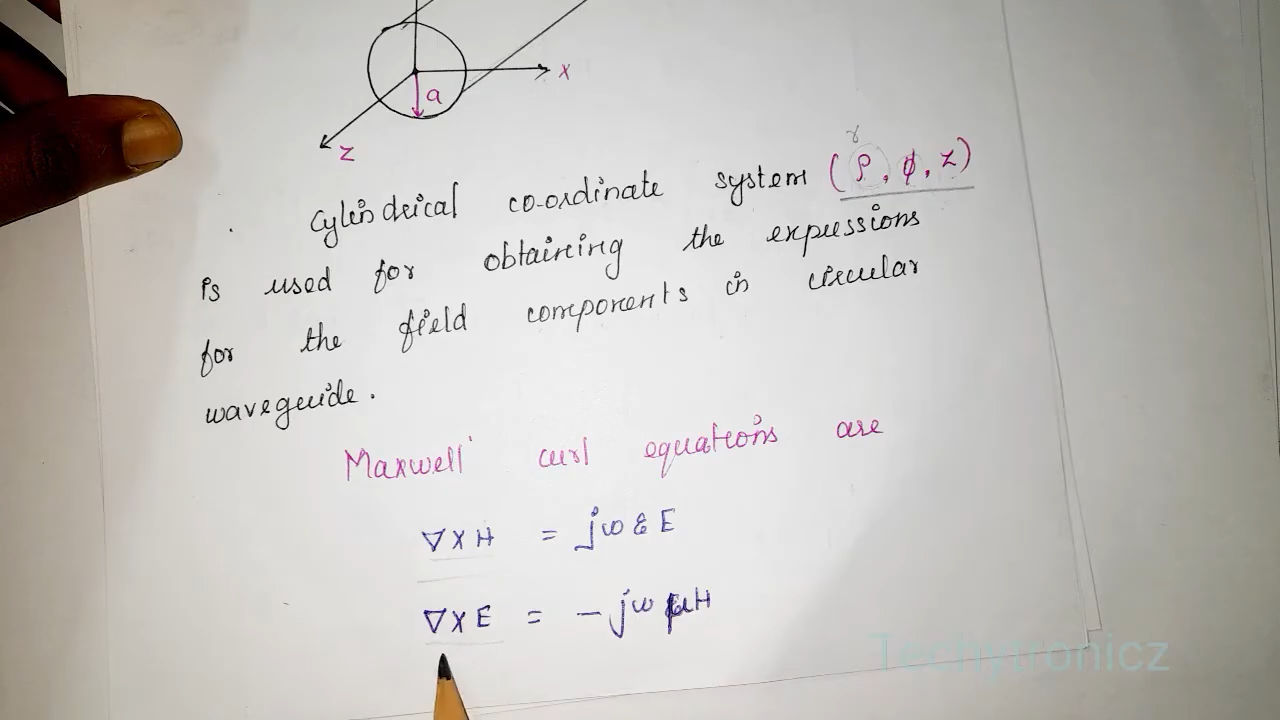 x
a
z
r
Cylindrical co-ordinate system (ρ, ϕ, z)
is used for obtaining the expressions
for the field components in circular
waveguide.
Maxwell' curl equations are
∇ X H = jωεE
∇ X E = - jωμH
Techytronicz